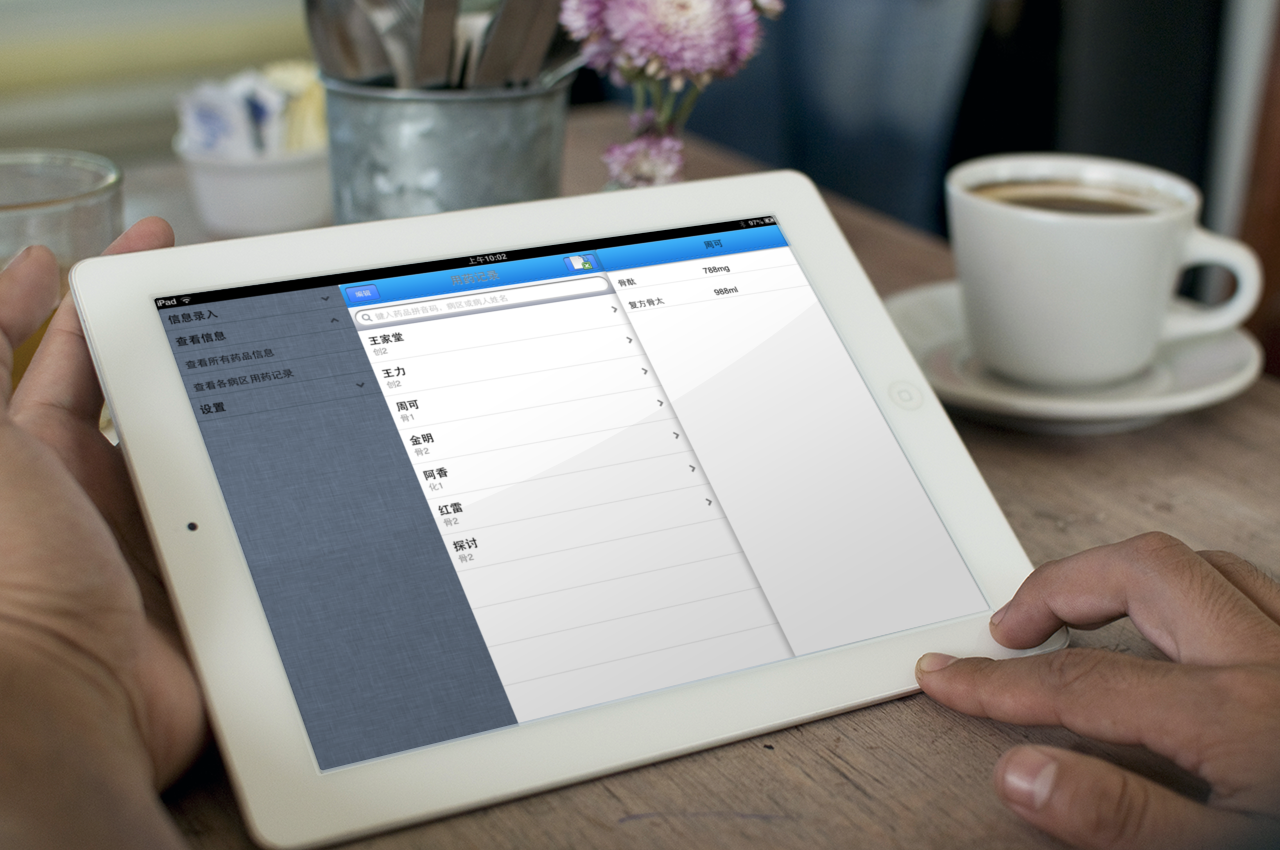 iPad
上午10:02
97%
信息录入
查看信息
查看所有药品信息
查看各病区用药记录
设置
编辑
键入药品拼音码、病区或病人姓名
王家堂
创2
王力
创2
周可
骨1
金明
骨2
阿香
化1
红雷
骨2
探讨
骨2
周可
骨肽 788mg
复方骨太 988ml